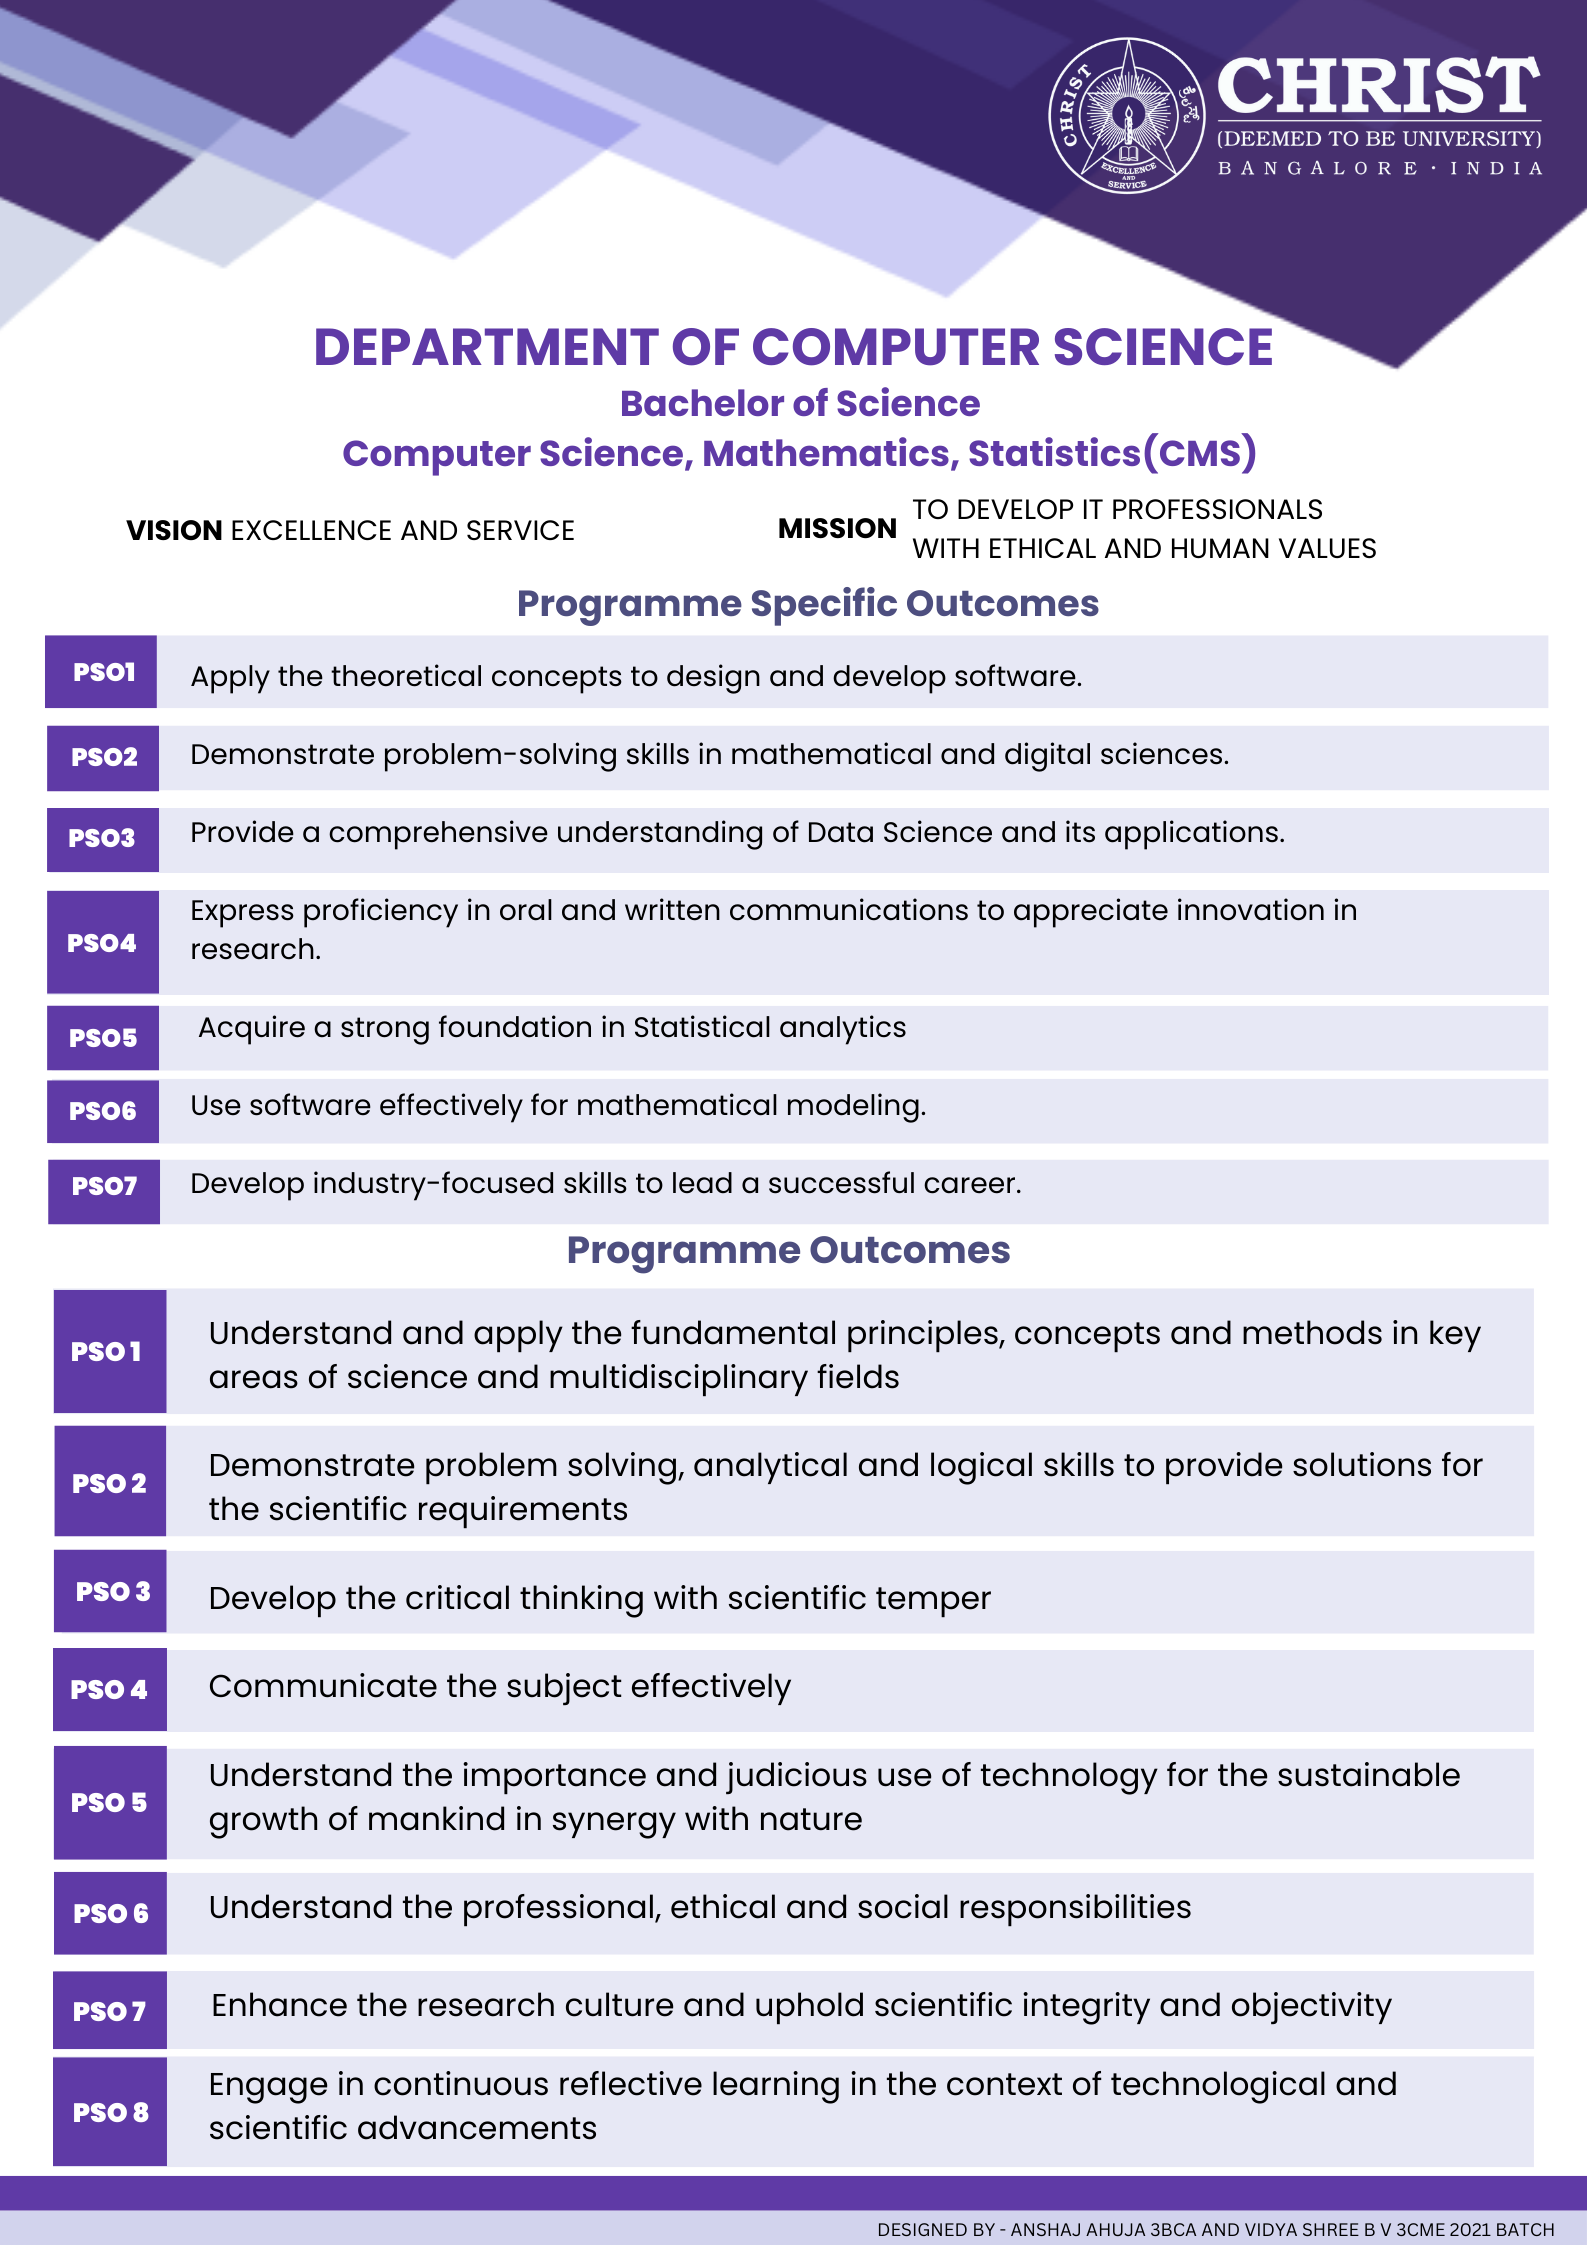 CHRIST
EXCELLENCE
AND
SERVICE
CHRIST
(DEEMED TO BE UNIVERSITY)
BANGALORE · INDIA
DEPARTMENT OF COMPUTER SCIENCE
Bachelor of Science
Computer Science, Mathematics, Statistics(CMS)
VISION EXCELLENCE AND SERVICE
MISSION TO DEVELOP IT PROFESSIONALS
WITH ETHICAL AND HUMAN VALUES
Programme Specific Outcomes
PSO1 Apply the theoretical concepts to design and develop software.
PSO2 Demonstrate problem-solving skills in mathematical and digital sciences.
PSO3 Provide a comprehensive understanding of Data Science and its applications.
PSO4 Express proficiency in oral and written communications to appreciate innovation in
research.
PSO5 Acquire a strong foundation in Statistical analytics
PSO6 Use software effectively for mathematical modeling.
PSO7 Develop industry-focused skills to lead a successful career.
Programme Outcomes
PSO 1 Understand and apply the fundamental principles, concepts and methods in key
areas of science and multidisciplinary fields
PSO 2 Demonstrate problem solving, analytical and logical skills to provide solutions for
the scientific requirements
PSO 3 Develop the critical thinking with scientific temper
PSO 4 Communicate the subject effectively
PSO 5 Understand the importance and judicious use of technology for the sustainable
growth of mankind in synergy with nature
PSO 6 Understand the professional, ethical and social responsibilities
PSO 7 Enhance the research culture and uphold scientific integrity and objectivity
PSO 8 Engage in continuous reflective learning in the context of technological and
scientific advancements
DESIGNED BY - ANSHAJ AHUJA 3BCA AND VIDYA SHREE B V 3CME 2021 BATCH